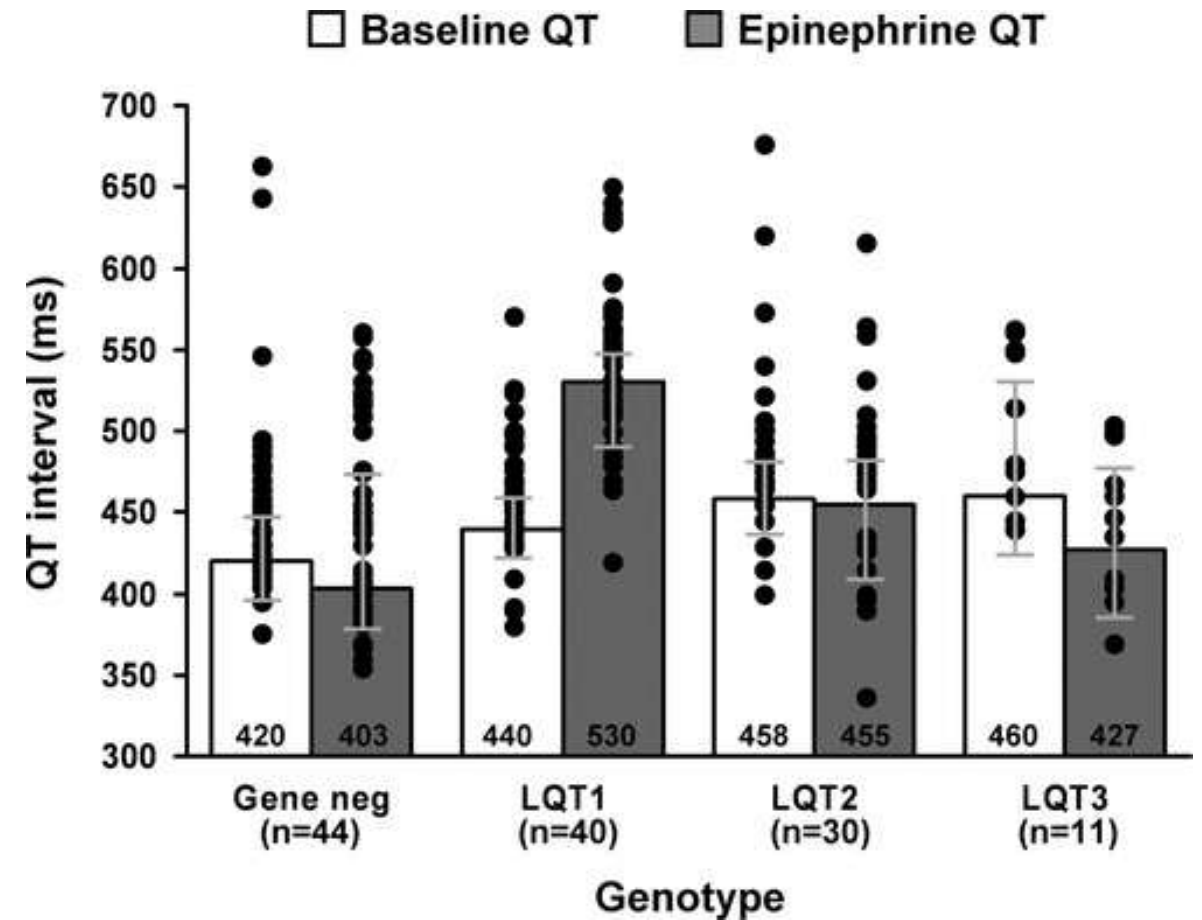 Baseline QT Epinephrine QT
QT interval (ms)
700
650
600
550
500
450
400
350
300
420 403 440 530 458 455 460 427
Gene neg LQT1 LQT2 LQT3
(n=44) (n=40) (n=30) (n=11)
Genotype